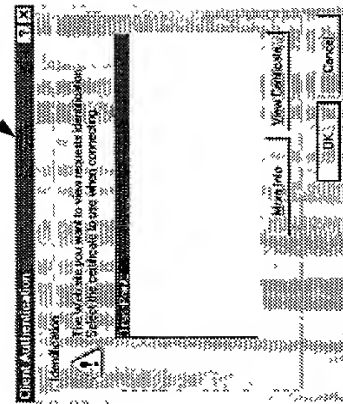 Client Authentication
Identification
The Web site you want to view requests identification.
Select the certificate to use when connecting.
More Info
View Certificate...
OK
Cancel